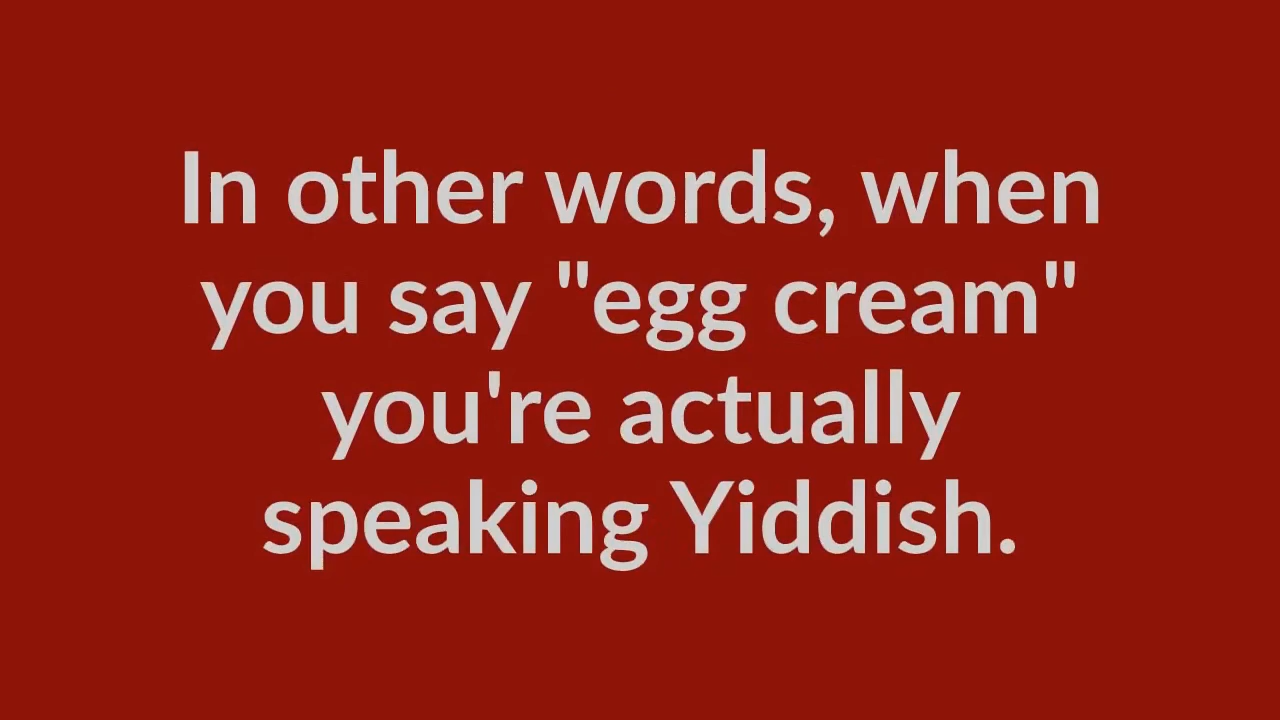 In other words, when
you say "egg cream"
you're actually
speaking Yiddish.